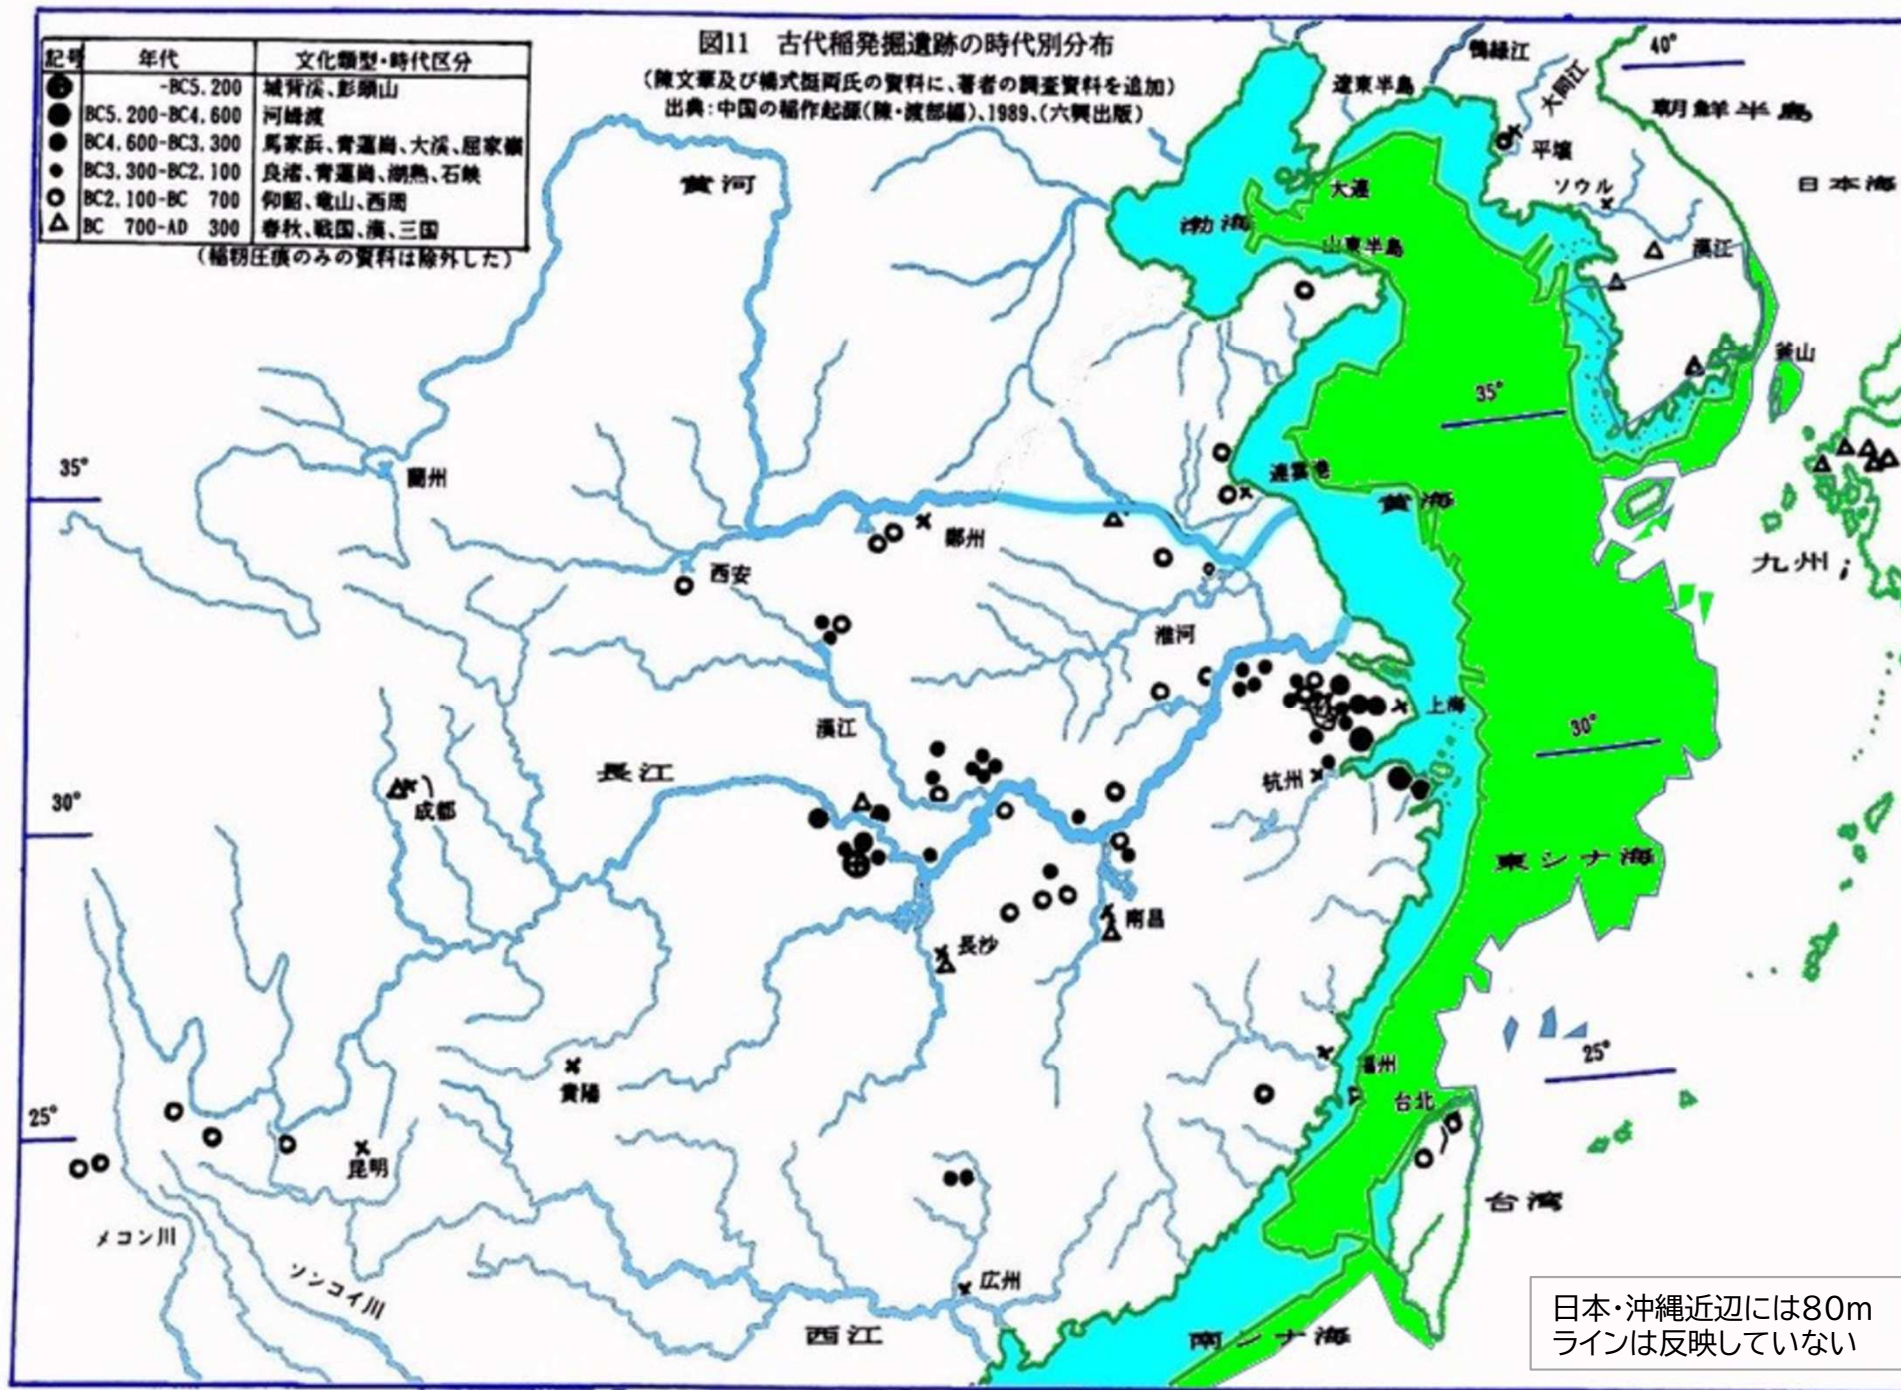 図11 古代稲発掘遺跡の時代別分布
(陳文華及び楊式挺両氏の資料に、著者の調査資料を追加)
出典:中国の稲作起源(陳・渡部編)、1989、(六興出版)
記号 年代 文化類型・時代区分
-BC5.200 城背渓、彭頭山
BC5.200-BC4.600 河姆渡
BC4.600-BC3.300 馬家浜、青蓮崗、大渓、屈家嶺
BC3.300-BC2.100 良渚、青蓮崗、湖熟、石峡
BC2.100-BC 700 仰韶、竜山、西周
BC 700-AD 300 春秋、戦国、漢、三国
(稲籾圧痕のみの資料は除外した)
鴨緑江
40°
遼東半島
大同江
朝鮮半島
平壌
黄河
大連
ソウル
日本海
渤海
山東半島
漢江
釜山
35°
35°
蘭州
連雲港
黄海
鄭州
九州
西安
淮河
漢江
上海
30°
長江
杭州
30°
成都
東シナ海
南昌
長沙
25°
福州
貴陽
台北
25°
昆明
台湾
メコン川
ソンコイ川
広州
西江
南シナ海
日本・沖縄近辺には80m
ラインは反映していない